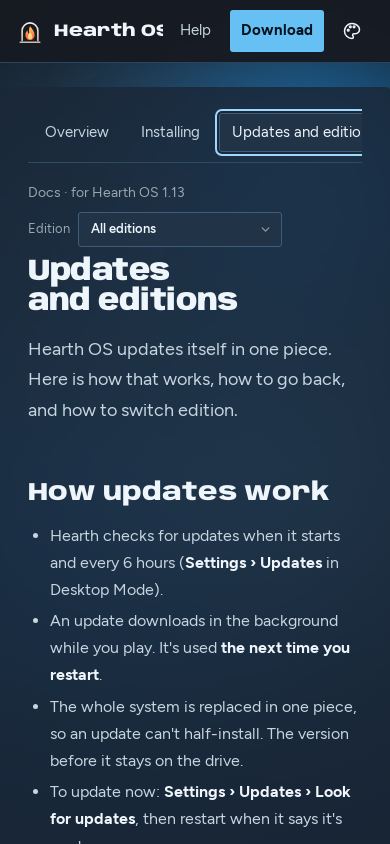 Hearth OS
Help
Download
Overview
Installing
Updates and editio
Docs · for Hearth OS 1.13
Edition
All editions
Updates
and editions
Hearth OS updates itself in one piece.
Here is how that works, how to go back,
and how to switch edition.
How updates work
• Hearth checks for updates when it starts
and every 6 hours (Settings › Updates in
Desktop Mode).
• An update downloads in the background
while you play. It's used the next time you
restart.
• The whole system is replaced in one piece,
so an update can't half-install. The version
before it stays on the drive.
• To update now: Settings › Updates › Look
for updates, then restart when it says it's